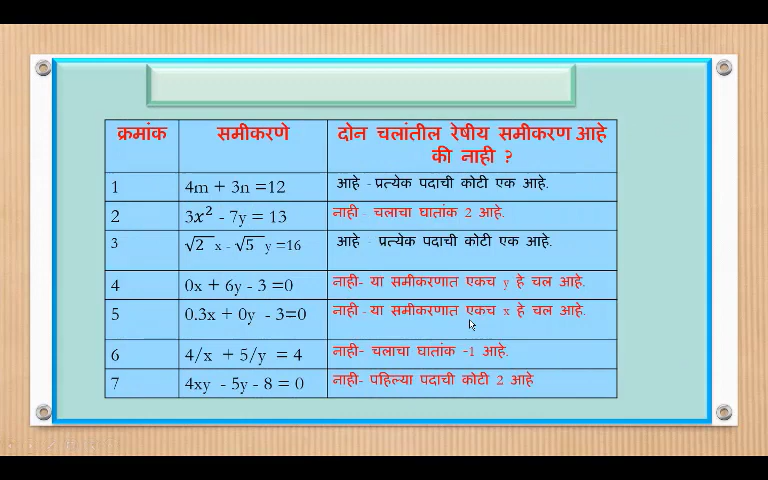 क्रमांक समीकरणे दोन चलांतील रेषीय समीकरण आहे
की नाही ?
1 4m + 3n =12 आहे - प्रत्येक पदाची कोटी एक आहे.
2 3x² - 7y = 13 नाही - चलाचा घातांक 2 आहे.
3 √2 x - √5 y =16 आहे - प्रत्येक पदाची कोटी एक आहे.
4 0x + 6y - 3 =0 नाही- या समीकरणात एकच y हे चल आहे.
5 0.3x + 0y - 3=0 नाही - या समीकरणात एकच x हे चल आहे.
6 4/x + 5/y = 4 नाही- चलाचा घातांक -1 आहे.
7 4xy - 5y - 8 = 0 नाही- पहिल्या पदाची कोटी 2 आहे